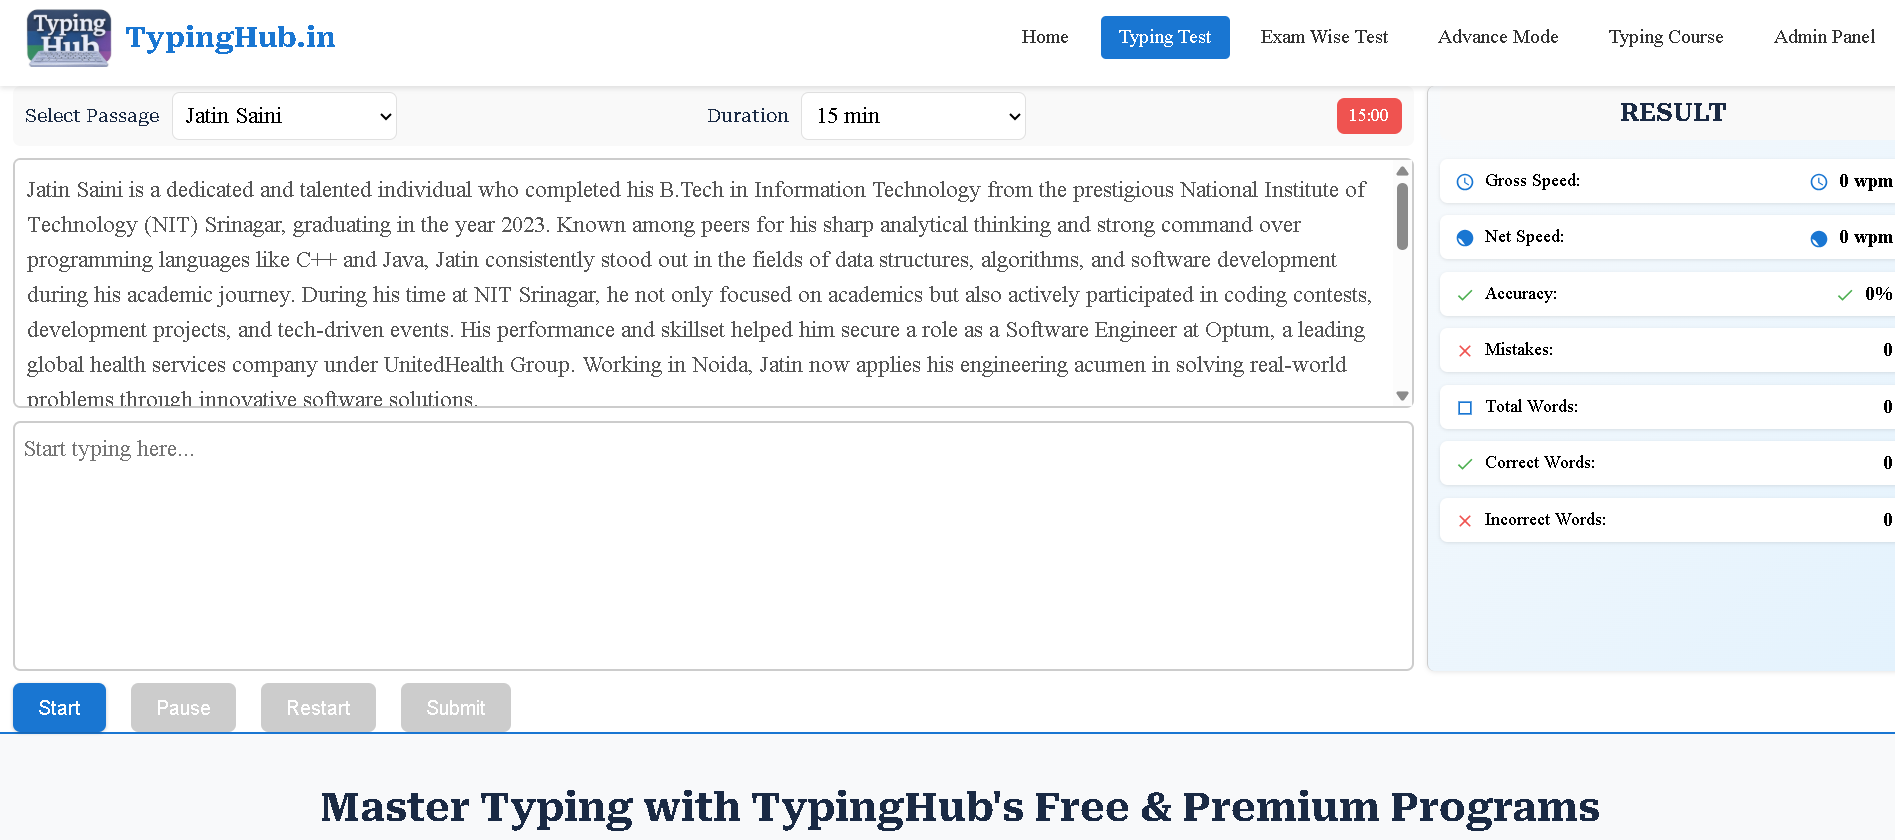 Typing
Hub
TypingHub.in
Home
Typing Test
Exam Wise Test
Advance Mode
Typing Course
Admin Panel
Select Passage
Jatin Saini
Duration
15 min
15:00
Jatin Saini is a dedicated and talented individual who completed his B.Tech in Information Technology from the prestigious National Institute of
Technology (NIT) Srinagar, graduating in the year 2023. Known among peers for his sharp analytical thinking and strong command over
programming languages like C++ and Java, Jatin consistently stood out in the fields of data structures, algorithms, and software development
during his academic journey. During his time at NIT Srinagar, he not only focused on academics but also actively participated in coding contests,
development projects, and tech-driven events. His performance and skillset helped him secure a role as a Software Engineer at Optum, a leading
global health services company under UnitedHealth Group. Working in Noida, Jatin now applies his engineering acumen in solving real-world
problems through innovative software solutions.
Start typing here...
Start
Pause
Restart
Submit
RESULT
Gross Speed: 0 wpm
Net Speed: 0 wpm
Accuracy: 0%
Mistakes: 0
Total Words: 0
Correct Words: 0
Incorrect Words: 0
Master Typing with TypingHub's Free & Premium Programs